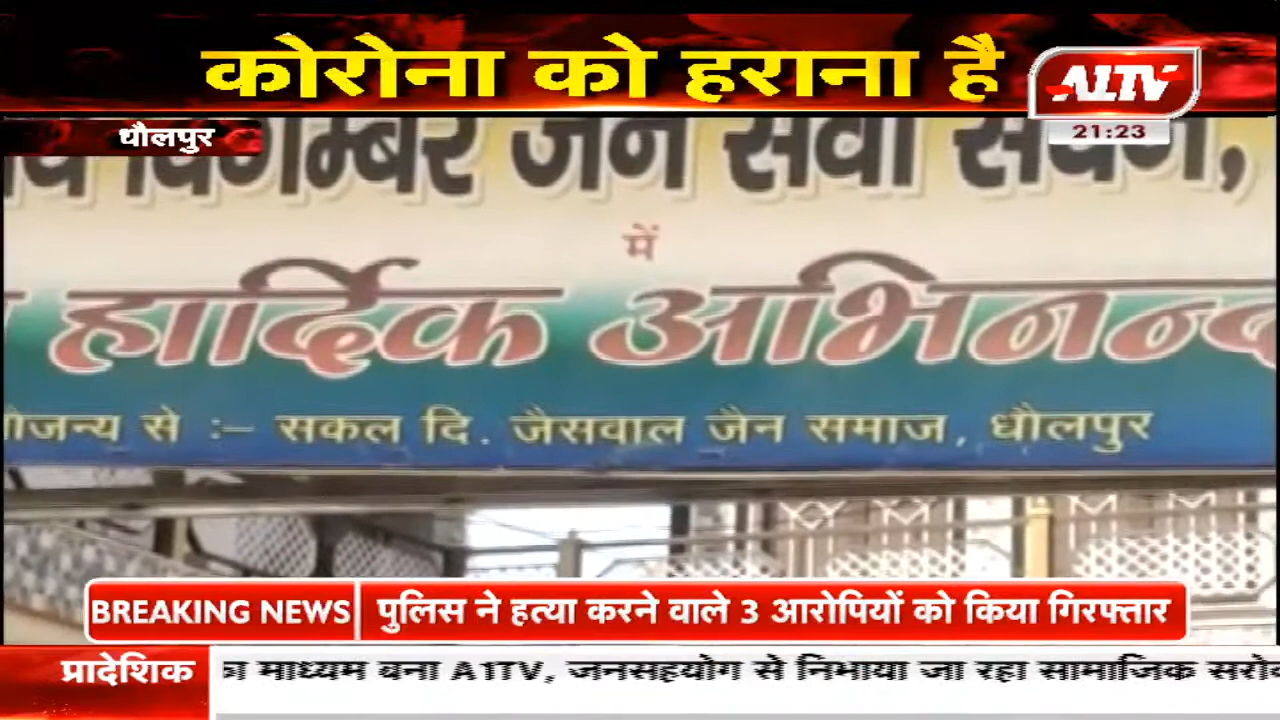 कोरोना को हराना है
A1TV
21:23
धौलपुर
जन सेवा
में
हार्दिक
से :- सकल दि. जैसवाल जैन समाज, धौलपुर
BREAKING NEWS पुलिस ने हत्या करने वाले 3 आरोपियों को किया गिरफ्तार
प्रादेशिक माध्यम बना A1TV, जनसहयोग से निभाया जा रहा सामाजिक